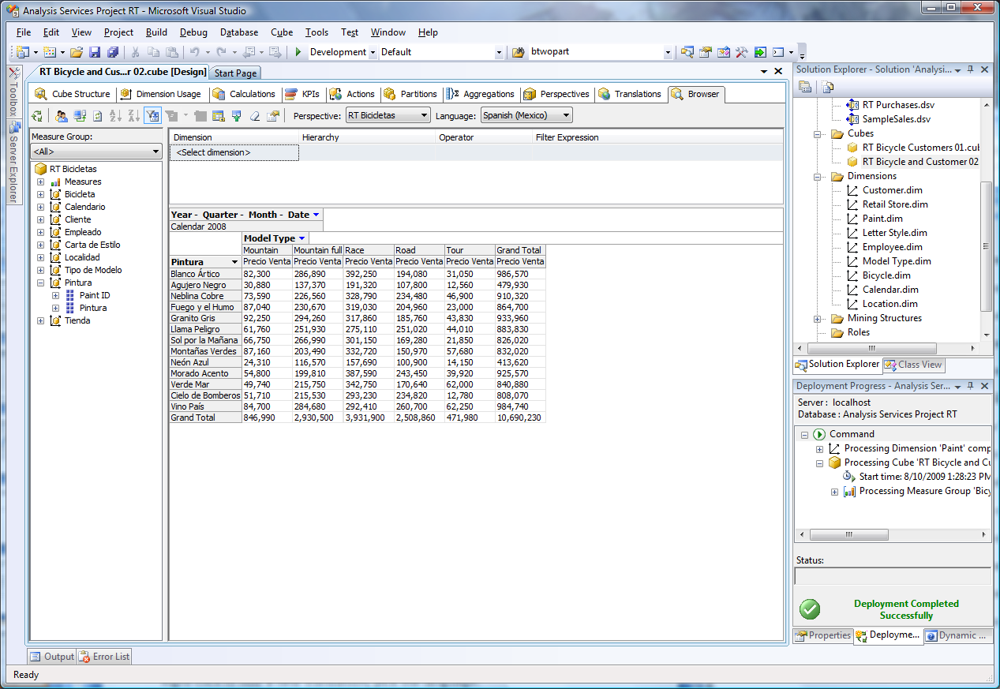 Analysis Services Project RT - Microsoft Visual Studio
File Edit View Project Build Debug Database Cube Tools Test Window Help
Development Default btwopart
Toolbox
Server Explorer
RT Bicycle and Cus...r 02.cube [Design] Start Page
Cube Structure Dimension Usage Calculations KPIs Actions Partitions Aggregations Perspectives Translations Browser
Perspective: RT Bicicletas Language: Spanish (Mexico)
Measure Group:
<All>
RT Bicicletas
Measures
Bicicleta
Calendario
Cliente
Empleado
Carta de Estilo
Localidad
Tipo de Modelo
Pintura
Paint ID
Pintura
Tienda
Dimension Hierarchy Operator Filter Expression
<Select dimension>
Year - Quarter - Month - Date
Calendar 2008
Model Type
Mountain Mountain full Race Road Tour Grand Total
Pintura Precio Venta Precio Venta Precio Venta Precio Venta Precio Venta Precio Venta
Blanco Ártico 82,300 286,890 392,250 194,080 31,050 986,570
Agujero Negro 30,880 137,370 191,320 107,800 12,560 479,930
Neblina Cobre 73,590 226,560 328,790 234,480 46,900 910,320
Fuego y el Humo 87,040 230,670 319,030 204,960 23,000 864,700
Granito Gris 92,250 294,260 317,860 185,760 43,830 933,960
Llama Peligro 61,760 251,930 275,110 251,020 44,010 883,830
Sol por la Mañana 66,750 266,990 301,150 169,280 21,850 826,020
Montañas Verdes 87,160 203,490 332,720 150,970 57,680 832,020
Neón Azul 24,310 116,570 157,690 100,900 14,150 413,620
Morado Acento 54,800 199,810 387,590 243,450 39,920 925,570
Verde Mar 49,740 215,750 342,750 170,640 62,000 840,880
Cielo de Bomberos 51,710 215,530 293,230 234,820 12,780 808,070
Vino País 84,700 284,680 292,410 260,700 62,250 984,740
Grand Total 846,990 2,930,500 3,931,900 2,508,860 471,980 10,690,230
Solution Explorer - Solution 'Analysi...
RT Purchases.dsv
SampleSales.dsv
Cubes
RT Bicycle Customers 01.cub
RT Bicycle and Customer 02
Dimensions
Customer.dim
Retail Store.dim
Paint.dim
Letter Style.dim
Employee.dim
Model Type.dim
Bicycle.dim
Calendar.dim
Location.dim
Mining Structures
Roles
Solution Explorer Class View
Deployment Progress - Analysis Ser...
Server : localhost
Database : Analysis Services Project RT
Command
Processing Dimension 'Paint' comp
Processing Cube 'RT Bicycle and Cu
Start time: 8/10/2009 1:28:23 PM
Processing Measure Group 'Bicy
Status:
Deployment Completed
Successfully
Properties Deployme... Dynamic ...
Output Error List
Ready